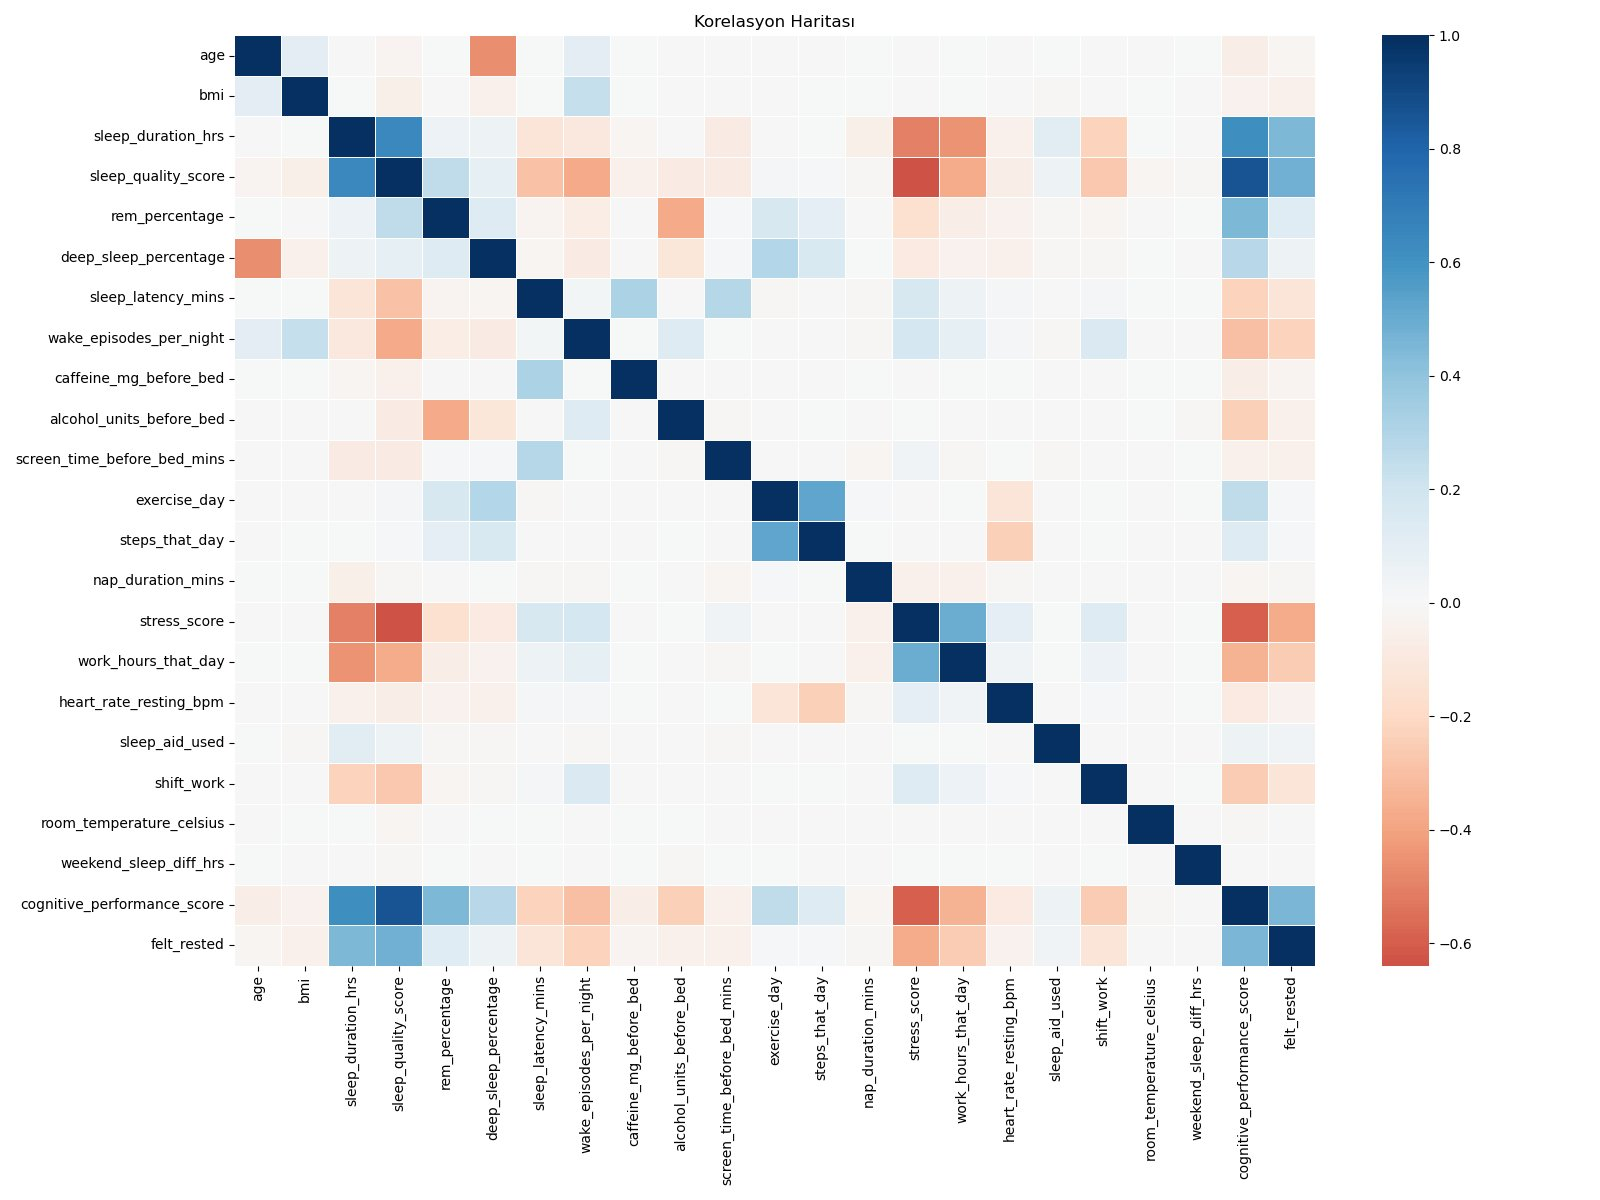 Korelasyon Haritası
age
bmi
sleep_duration_hrs
sleep_quality_score
rem_percentage
deep_sleep_percentage
sleep_latency_mins
wake_episodes_per_night
caffeine_mg_before_bed
alcohol_units_before_bed
screen_time_before_bed_mins
exercise_day
steps_that_day
nap_duration_mins
stress_score
work_hours_that_day
heart_rate_resting_bpm
sleep_aid_used
shift_work
room_temperature_celsius
weekend_sleep_diff_hrs
cognitive_performance_score
felt_rested
age
bmi
sleep_duration_hrs
sleep_quality_score
rem_percentage
deep_sleep_percentage
sleep_latency_mins
wake_episodes_per_night
caffeine_mg_before_bed
alcohol_units_before_bed
screen_time_before_bed_mins
exercise_day
steps_that_day
nap_duration_mins
stress_score
work_hours_that_day
heart_rate_resting_bpm
sleep_aid_used
shift_work
room_temperature_celsius
weekend_sleep_diff_hrs
cognitive_performance_score
felt_rested
1.0
0.8
0.6
0.4
0.2
0.0
−0.2
−0.4
−0.6